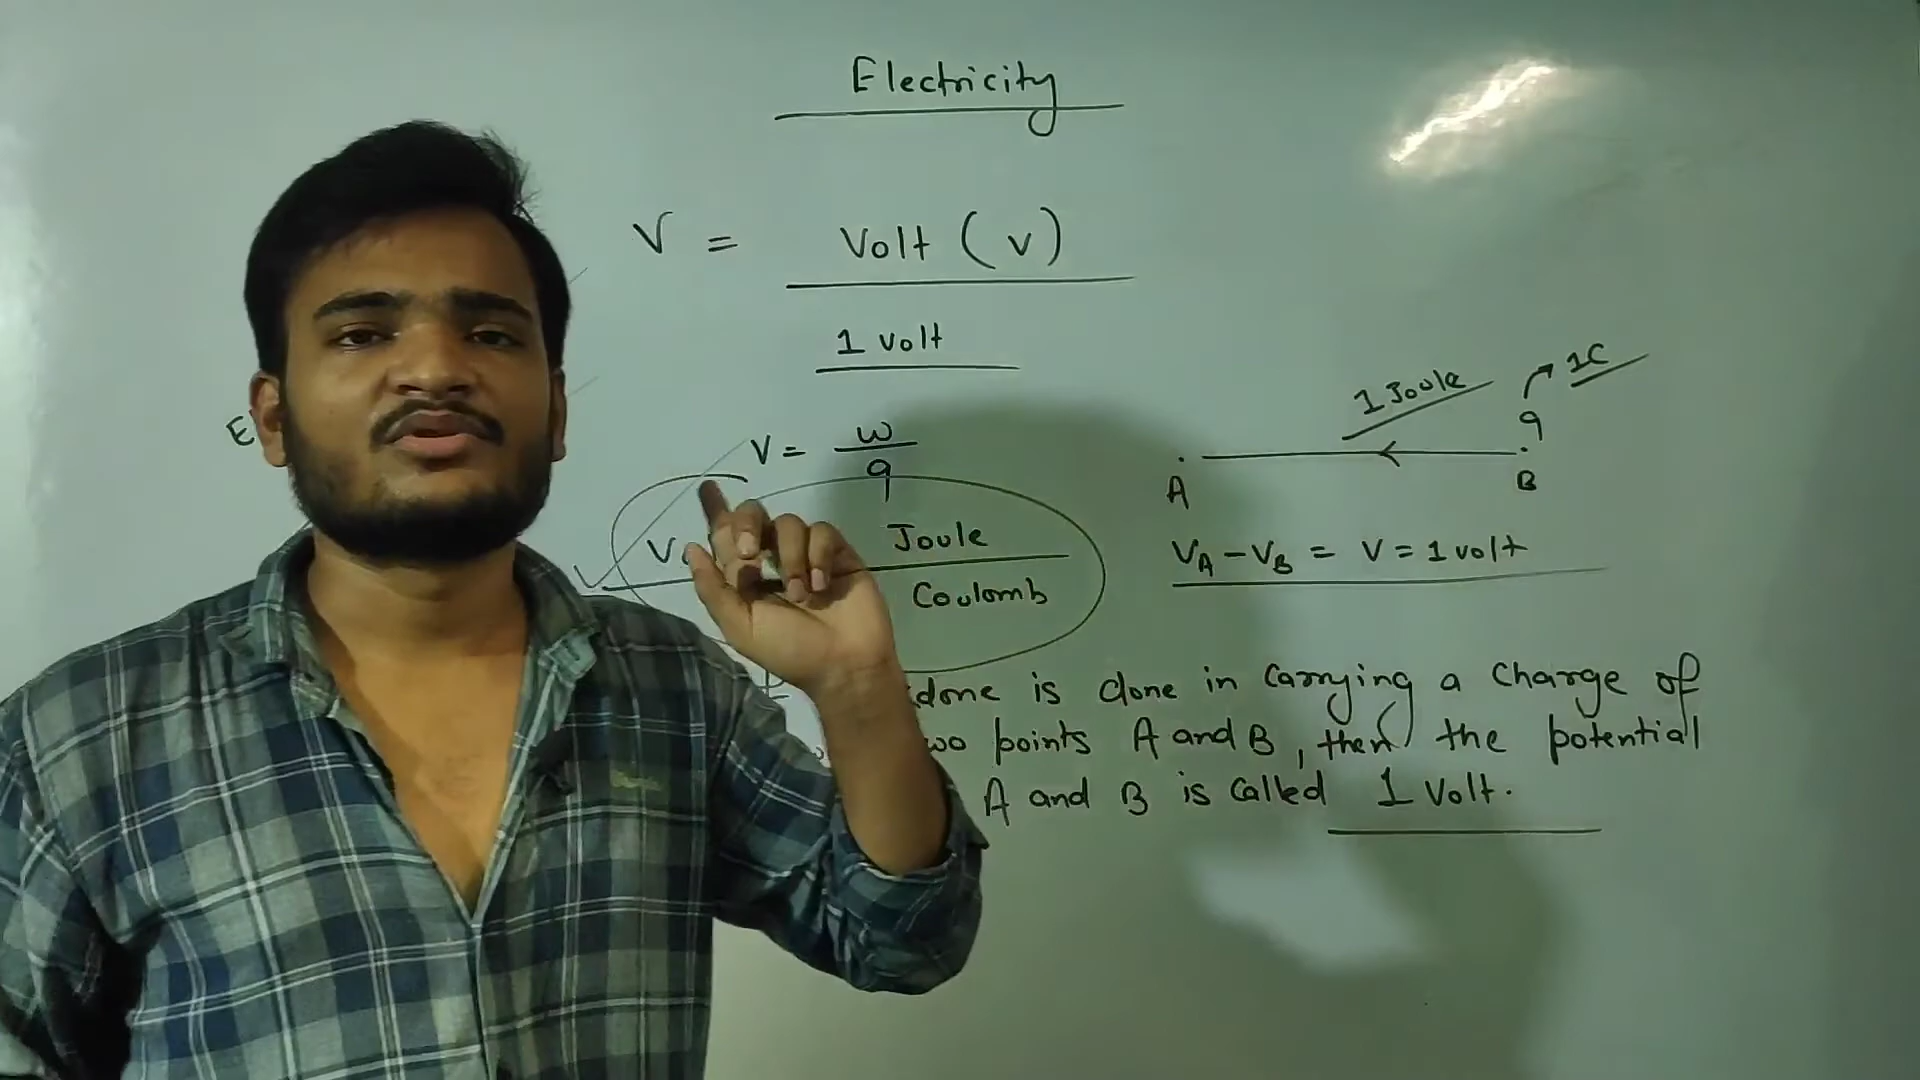 Electricity
V = Volt (v)
1 volt
V = w/q
Joule
Coulomb
1 Joule
1C
q
A
B
VA - VB = V = 1 volt
done is done in carrying a charge of
points A and B, then the potential
A and B is called 1 Volt.
E